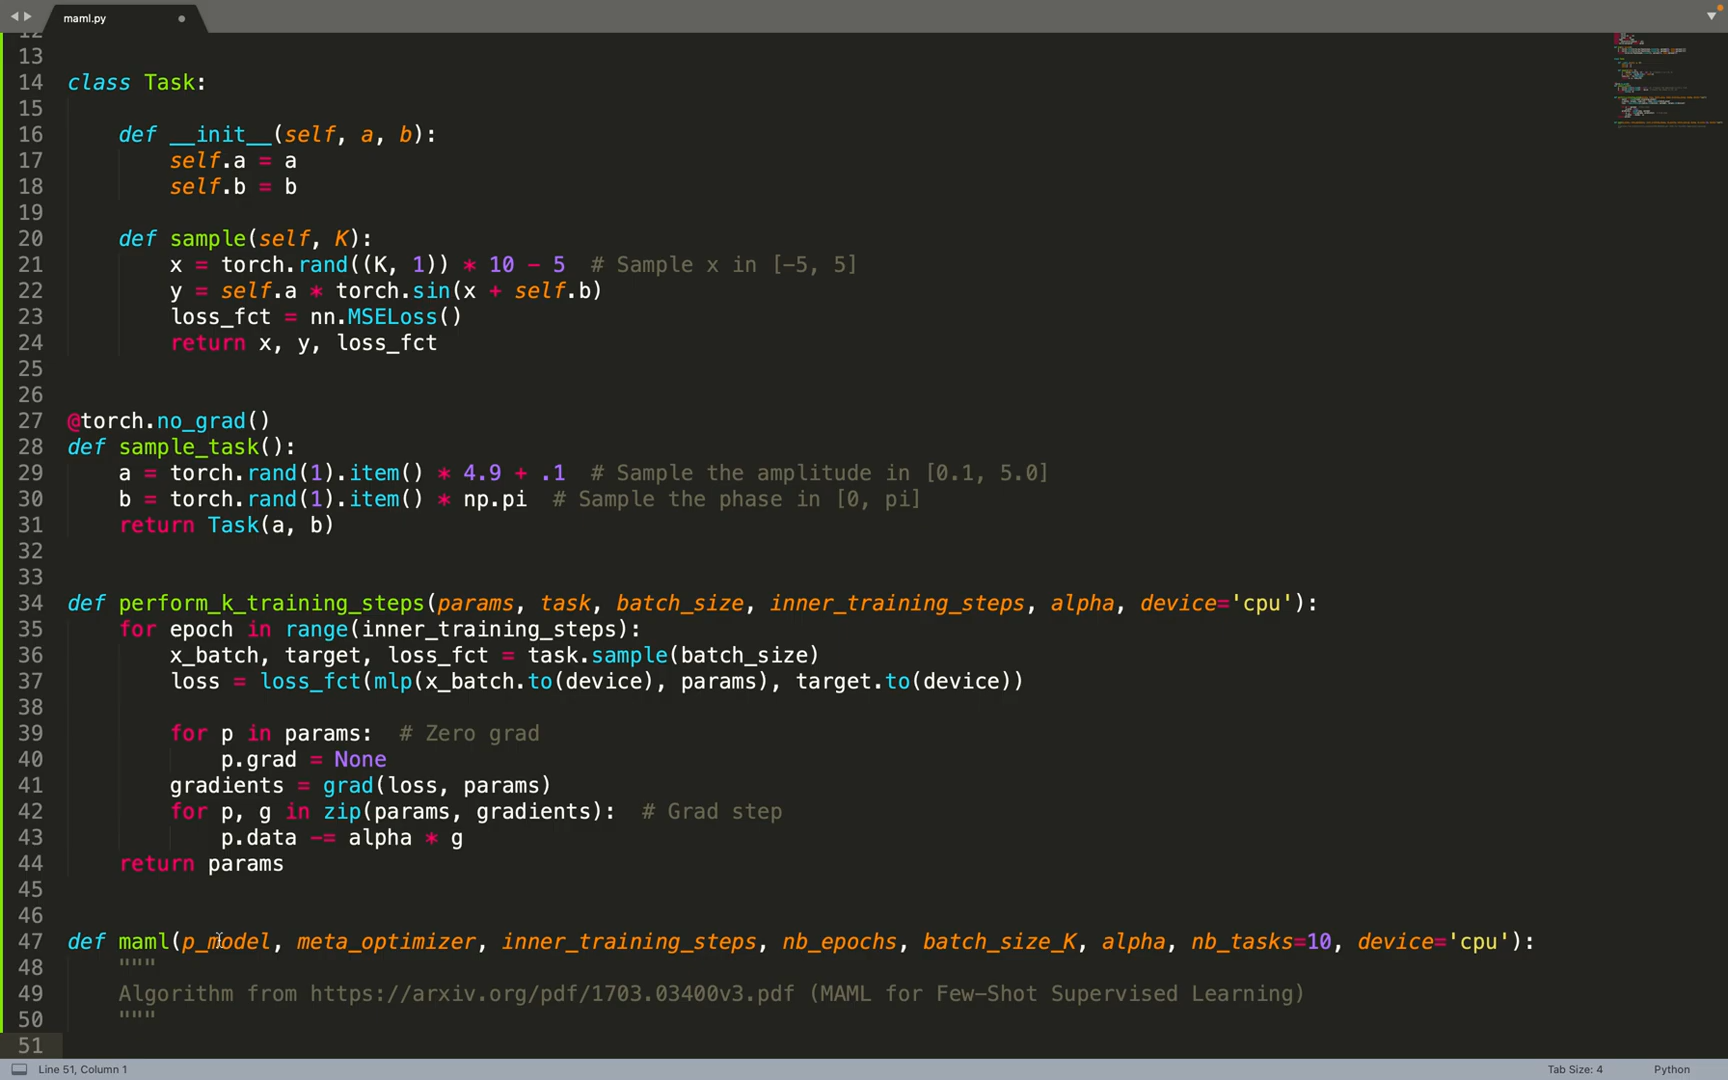 maml.py
12
13
14 class Task:
15
16     def __init__(self, a, b):
17         self.a = a
18         self.b = b
19
20     def sample(self, K):
21         x = torch.rand((K, 1)) * 10 - 5  # Sample x in [-5, 5]
22         y = self.a * torch.sin(x + self.b)
23         loss_fct = nn.MSELoss()
24         return x, y, loss_fct
25
26
27 @torch.no_grad()
28 def sample_task():
29     a = torch.rand(1).item() * 4.9 + .1  # Sample the amplitude in [0.1, 5.0]
30     b = torch.rand(1).item() * np.pi  # Sample the phase in [0, pi]
31     return Task(a, b)
32
33
34 def perform_k_training_steps(params, task, batch_size, inner_training_steps, alpha, device='cpu'):
35     for epoch in range(inner_training_steps):
36         x_batch, target, loss_fct = task.sample(batch_size)
37         loss = loss_fct(mlp(x_batch.to(device), params), target.to(device))
38
39         for p in params:  # Zero grad
40             p.grad = None
41         gradients = grad(loss, params)
42         for p, g in zip(params, gradients):  # Grad step
43             p.data -= alpha * g
44     return params
45
46
47 def maml(p_model, meta_optimizer, inner_training_steps, nb_epochs, batch_size_K, alpha, nb_tasks=10, device='cpu'):
48     """
49     Algorithm from https://arxiv.org/pdf/1703.03400v3.pdf (MAML for Few-Shot Supervised Learning)
50     """
51
Line 51, Column 1
Tab Size: 4
Python